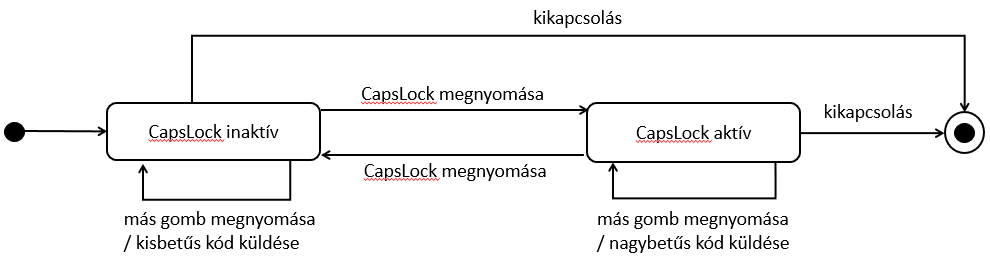 kikapcsolás
CapsLock megnyomása
kikapcsolás
CapsLock inaktív
CapsLock aktív
CapsLock megnyomása
más gomb megnyomása
/ kisbetűs kód küldése
más gomb megnyomása
/ nagybetűs kód küldése